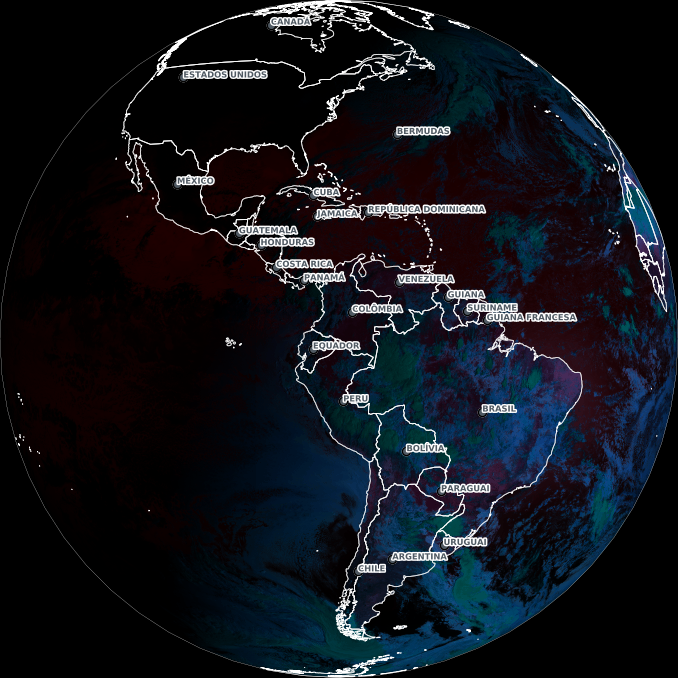 CANADÁ
ESTADOS UNIDOS
BERMUDAS
MÉXICO
CUBA
JAMAICA
REPÚBLICA DOMINICANA
GUATEMALA
HONDURAS
COSTA RICA
PANAMÁ
VENEZUELA
GUIANA
COLÔMBIA
SURINAME
GUIANA FRANCESA
EQUADOR
PERU
BRASIL
BOLÍVIA
PARAGUAI
URUGUAI
ARGENTINA
CHILE